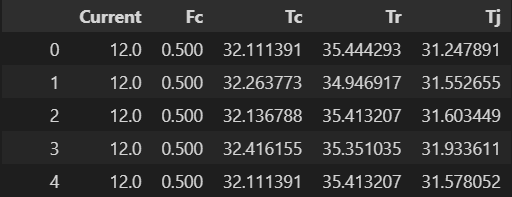 Current Fc Tc Tr Tj
0 12.0 0.500 32.111391 35.444293 31.247891
1 12.0 0.500 32.263773 34.946917 31.552655
2 12.0 0.500 32.136788 35.413207 31.603449
3 12.0 0.500 32.416155 35.351035 31.933611
4 12.0 0.500 32.111391 35.413207 31.578052